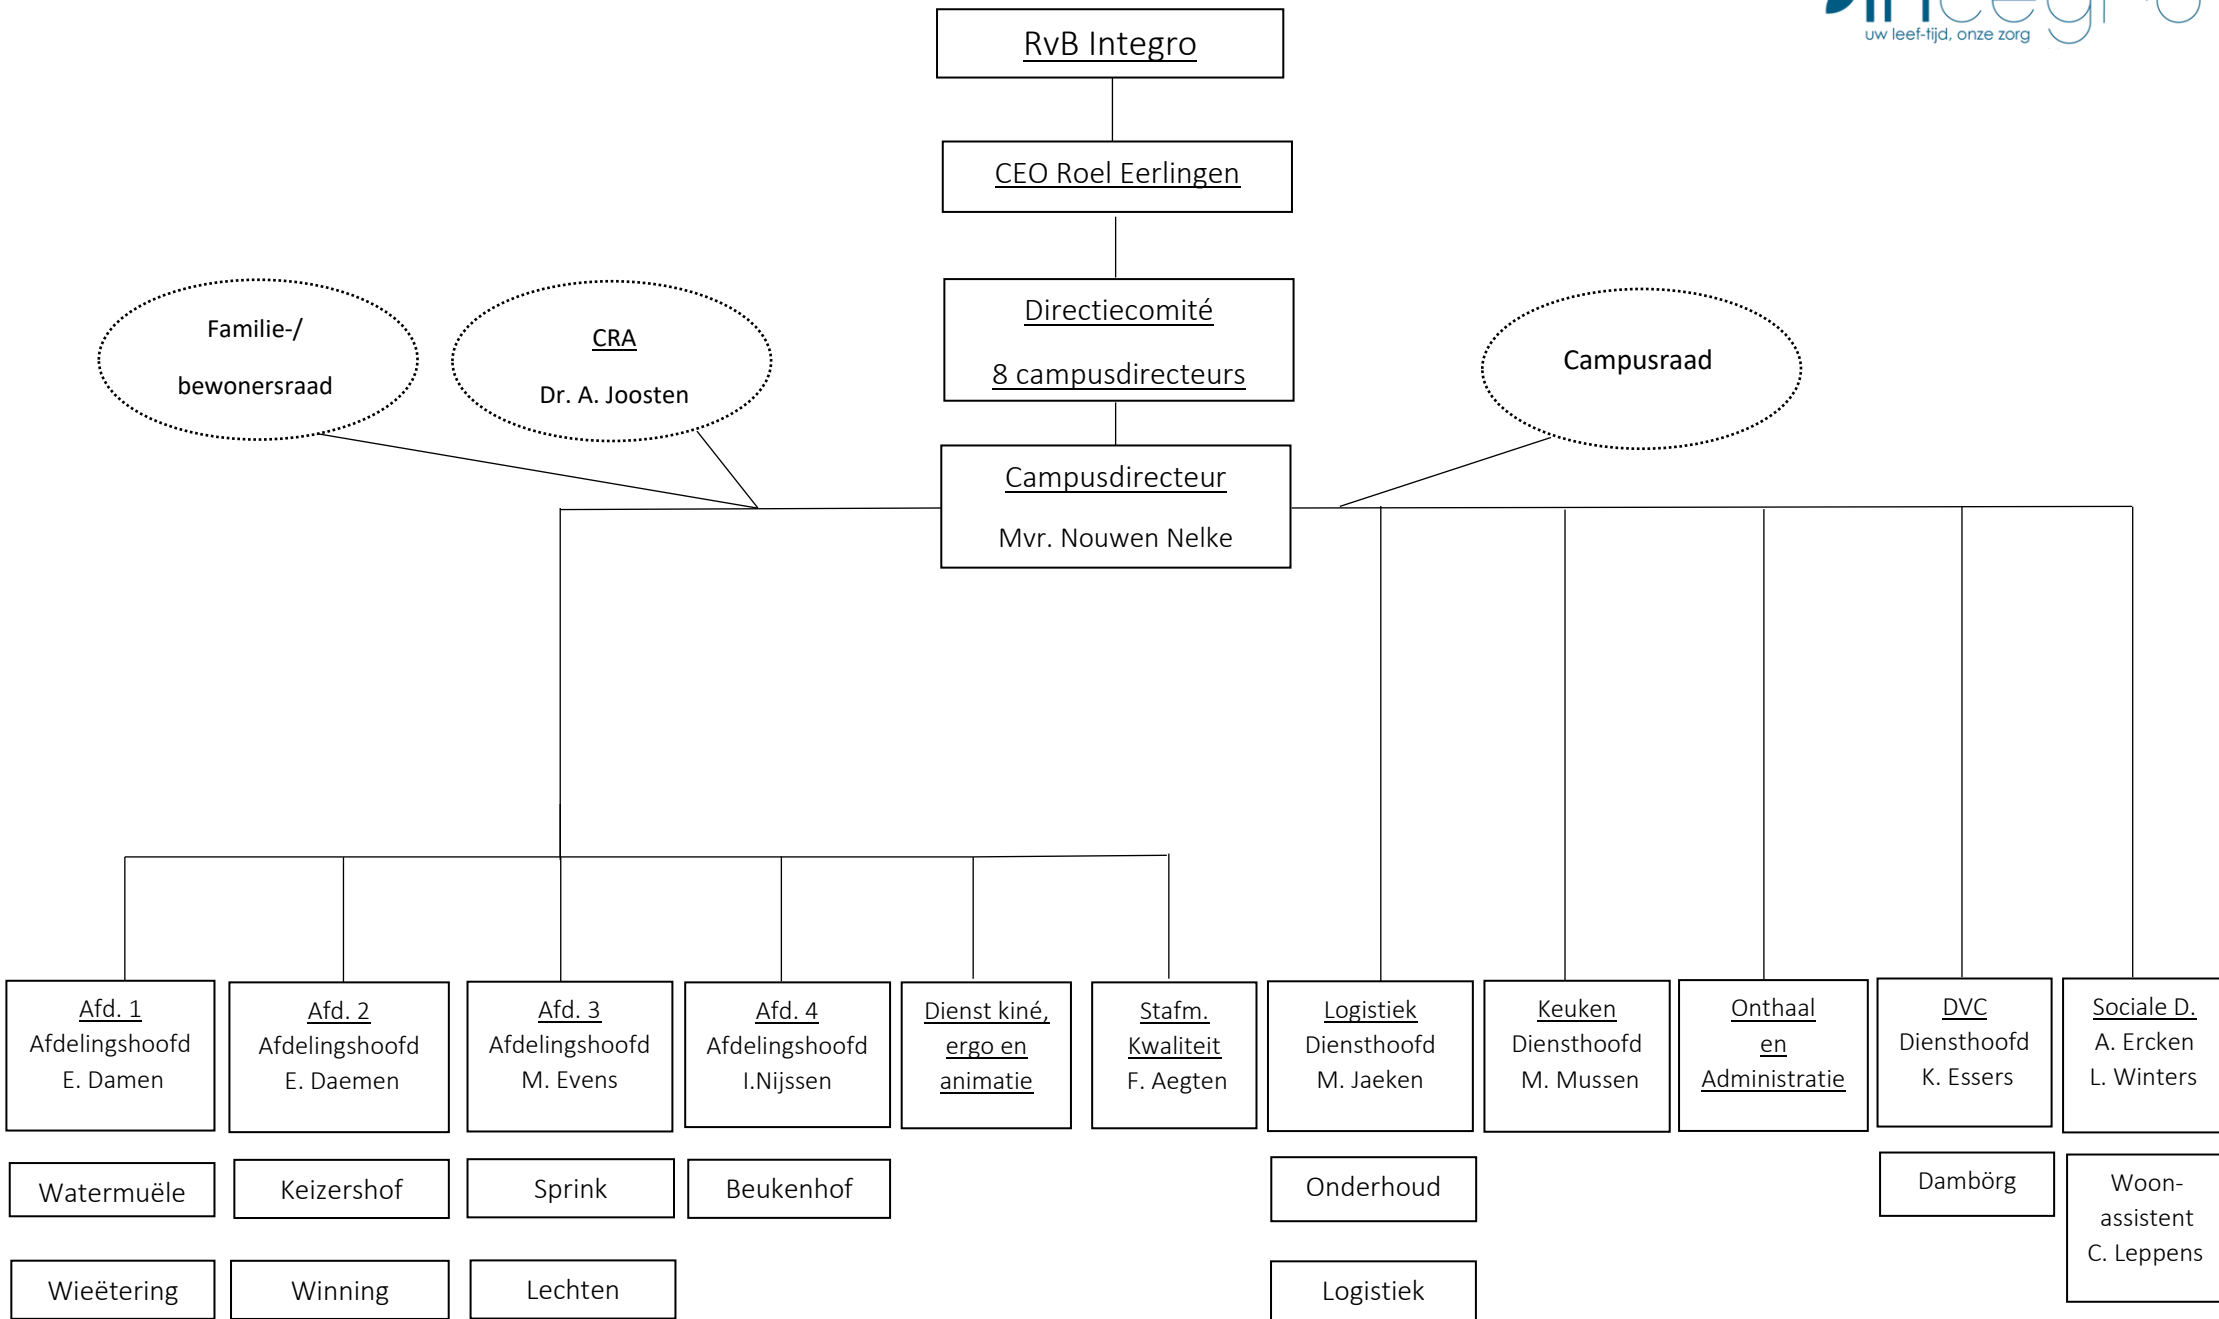 uw leef-tijd, onze zorg
RvB Integro
CEO Roel Eerlingen
Directiecomité
8 campusdirecteurs
Familie-/
bewonersraad
CRA
Dr. A. Joosten
Campusraad
Campusdirecteur
Mvr. Nouwen Nelke
Afd. 1
Afdelingshoofd
E. Damen
Afd. 2
Afdelingshoofd
E. Daemen
Afd. 3
Afdelingshoofd
M. Evens
Afd. 4
Afdelingshoofd
I.Nijssen
Dienst kiné,
ergo en
animatie
Stafm.
Kwaliteit
F. Aegten
Logistiek
Diensthoofd
M. Jaeken
Keuken
Diensthoofd
M. Mussen
Onthaal
en
Administratie
DVC
Diensthoofd
K. Essers
Sociale D.
A. Ercken
L. Winters
Watermuële
Keizershof
Sprink
Beukenhof
Onderhoud
Dambörg
Woon-
assistent
C. Leppens
Wieëtering
Winning
Lechten
Logistiek